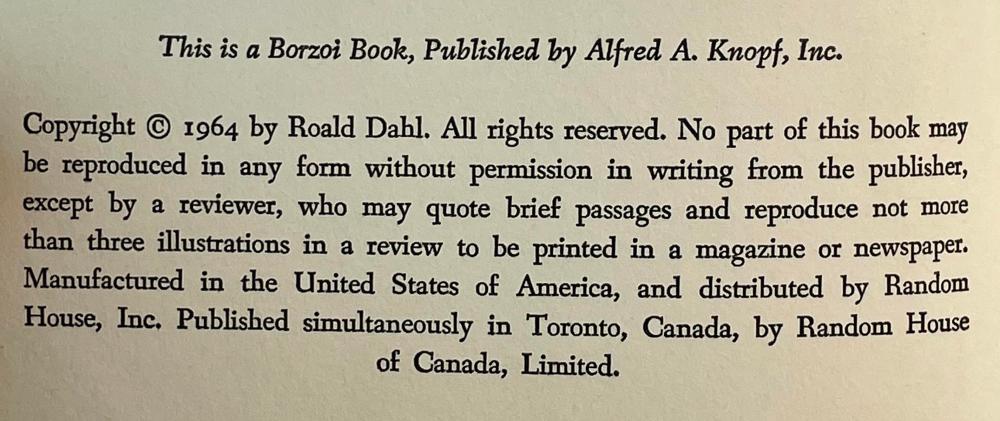 This is a Borzoi Book, Published by Alfred A. Knopf, Inc.
Copyright © 1964 by Roald Dahl. All rights reserved. No part of this book may
be reproduced in any form without permission in writing from the publisher,
except by a reviewer, who may quote brief passages and reproduce not more
than three illustrations in a review to be printed in a magazine or newspaper.
Manufactured in the United States of America, and distributed by Random
House, Inc. Published simultaneously in Toronto, Canada, by Random House
of Canada, Limited.